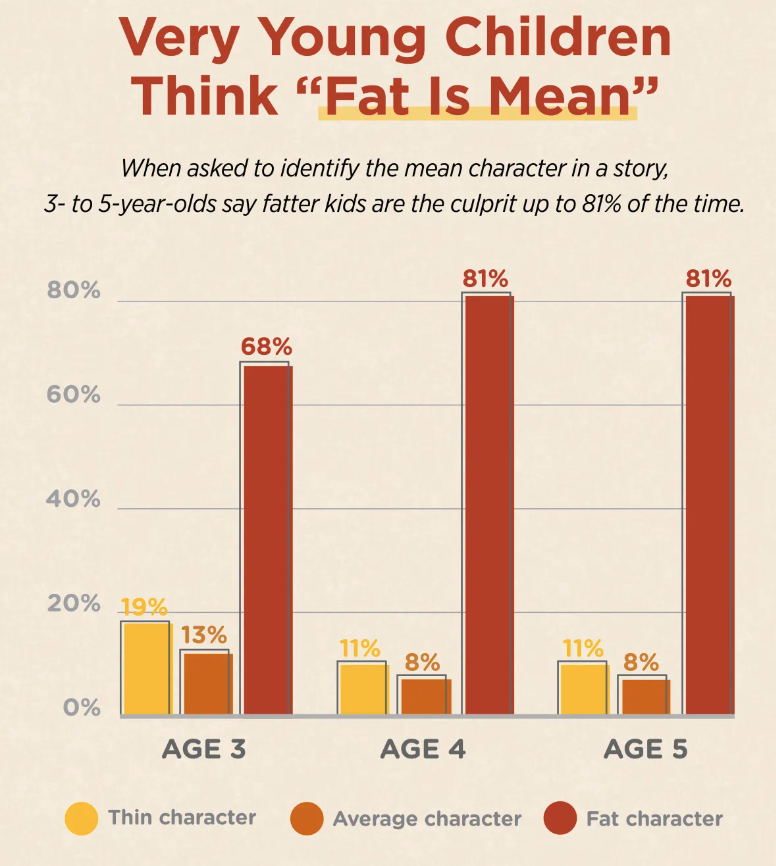 Very Young Children
Think “Fat Is Mean”
When asked to identify the mean character in a story,
3- to 5-year-olds say fatter kids are the culprit up to 81% of the time.
80%
60%
40%
20%
0%
19%
13%
68%
11%
8%
81%
11%
8%
81%
AGE 3
AGE 4
AGE 5
Thin character
Average character
Fat character